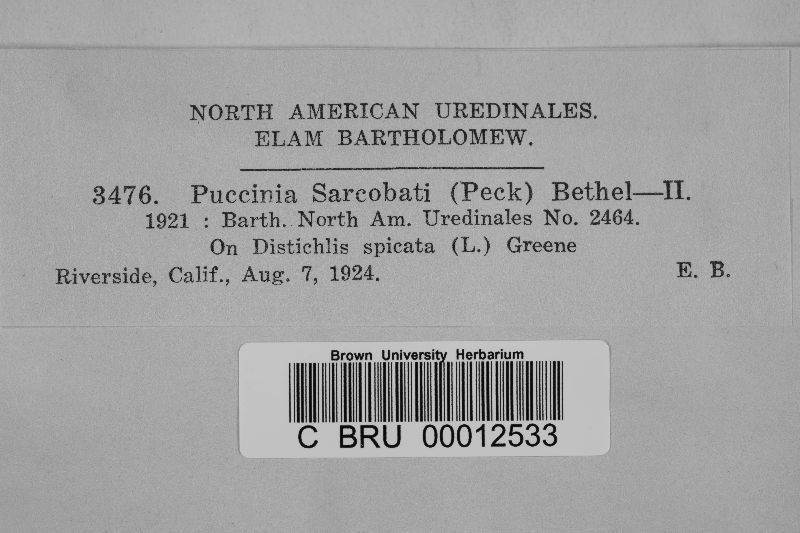 NORTH AMERICAN UREDINALES.
ELAM BARTHOLOMEW.
3476. Puccinia Sarcobati (Peck) Bethel—II.
1921 : Barth. North Am. Uredinales No. 2464.
On Distichlis spicata (L.) Greene
Riverside, Calif., Aug. 7, 1924. E. B.
Brown University Herbarium
C BRU 00012533